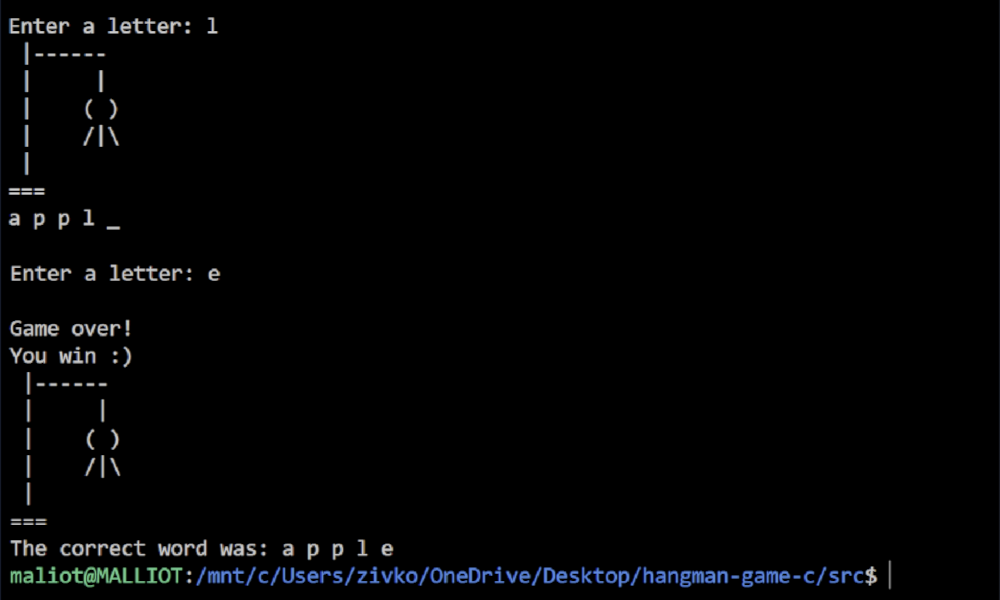 Enter a letter: l
 |------
 |     |
 |    ( )
 |    /|\
 |
===
a p p l _
Enter a letter: e
Game over!
You win :)
 |------
 |     |
 |    ( )
 |    /|\
 |
===
The correct word was: a p p l e
maliot@MALLIOT:/mnt/c/Users/zivko/OneDrive/Desktop/hangman-game-c/src$